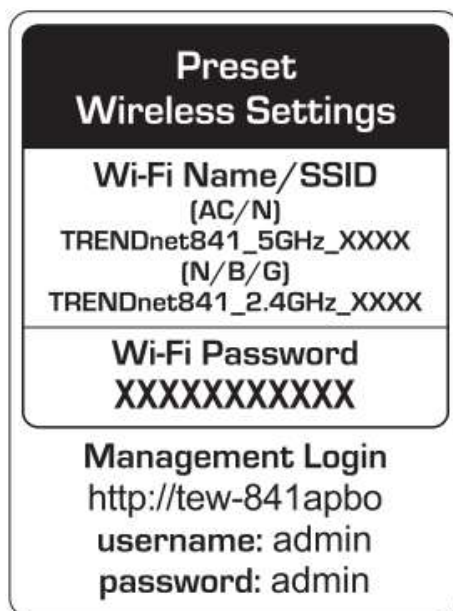 Preset
Wireless Settings
Wi-Fi Name/SSID
(AC/N)
TRENDnet841_5GHz_XXXX
(N/B/G)
TRENDnet841_2.4GHz_XXXX
Wi-Fi Password
XXXXXXXXXXX
Management Login
http://tew-841apbo
username: admin
password: admin